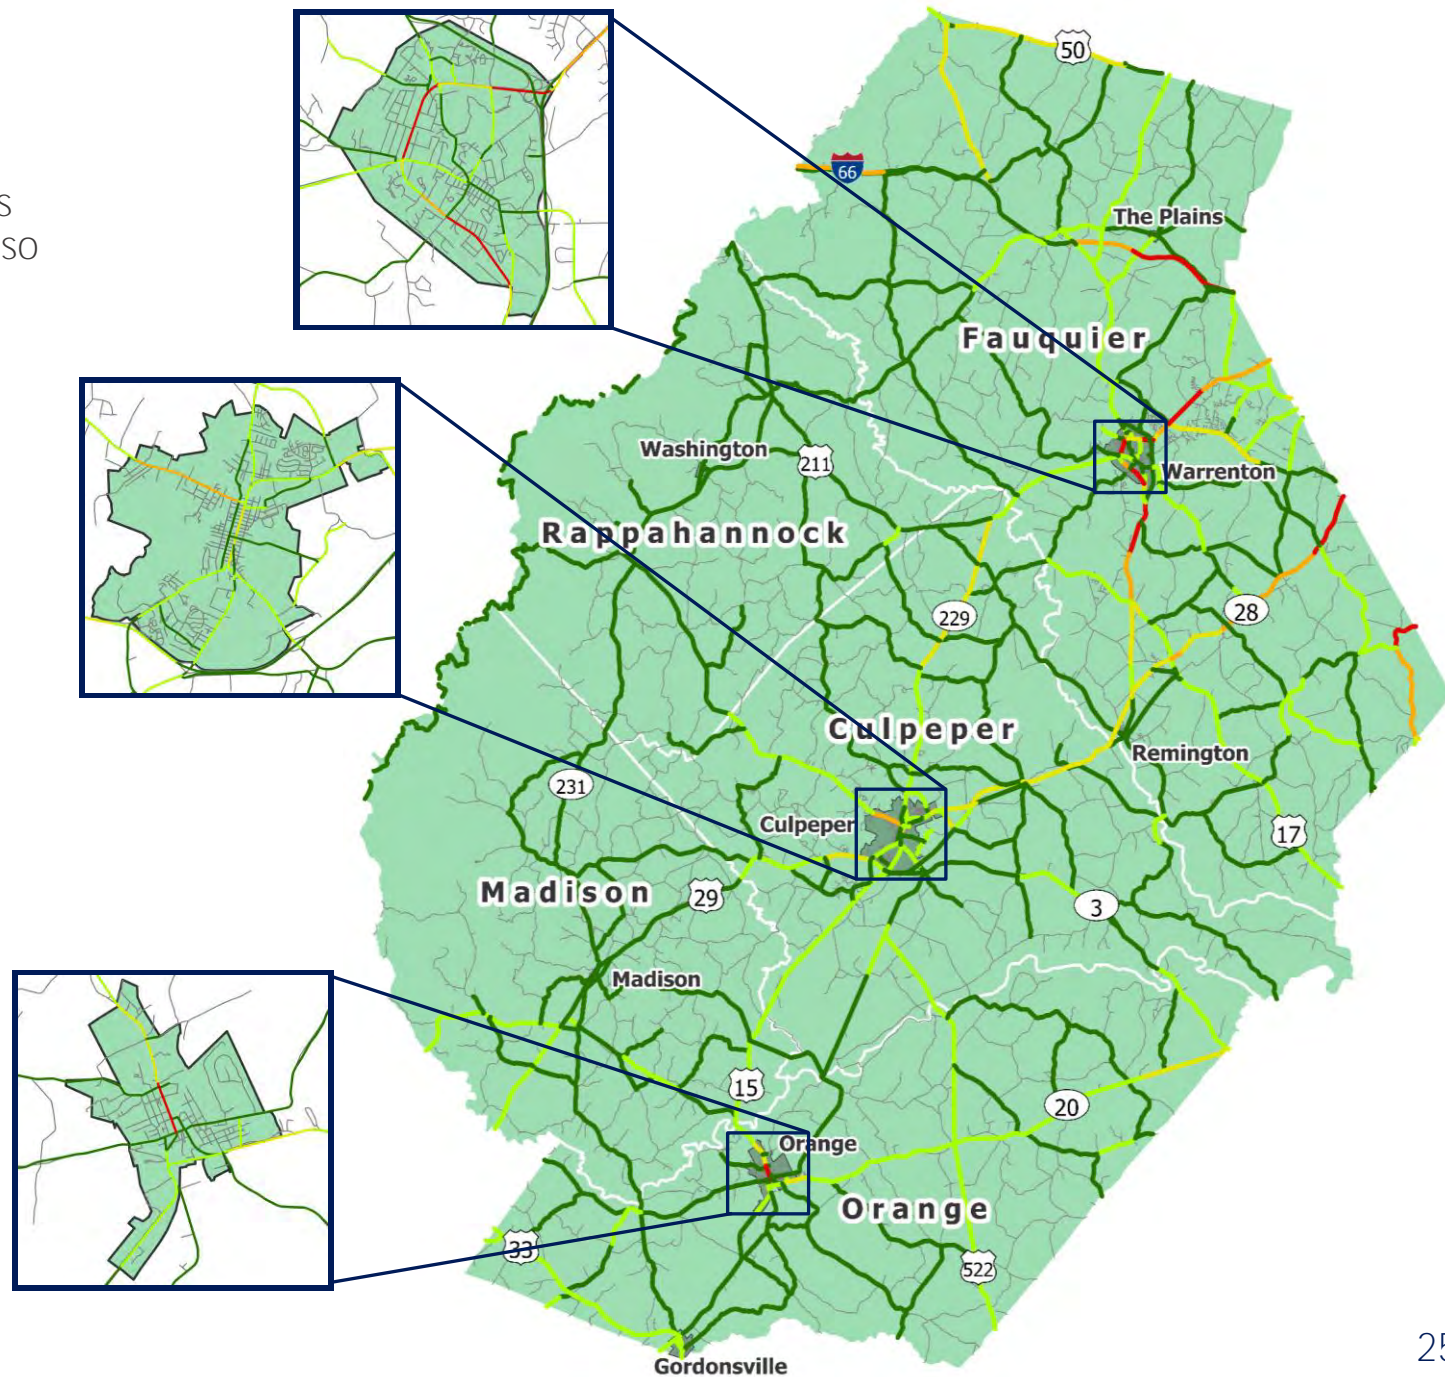 s
so
50
66
The Plains
Fauquier
Washington
211
Warrenton
Rappahannock
229
28
Culpeper
Remington
231
Culpeper
17
Madison
29
3
Madison
15
20
Orange
Orange
33
522
Gordonsville
25